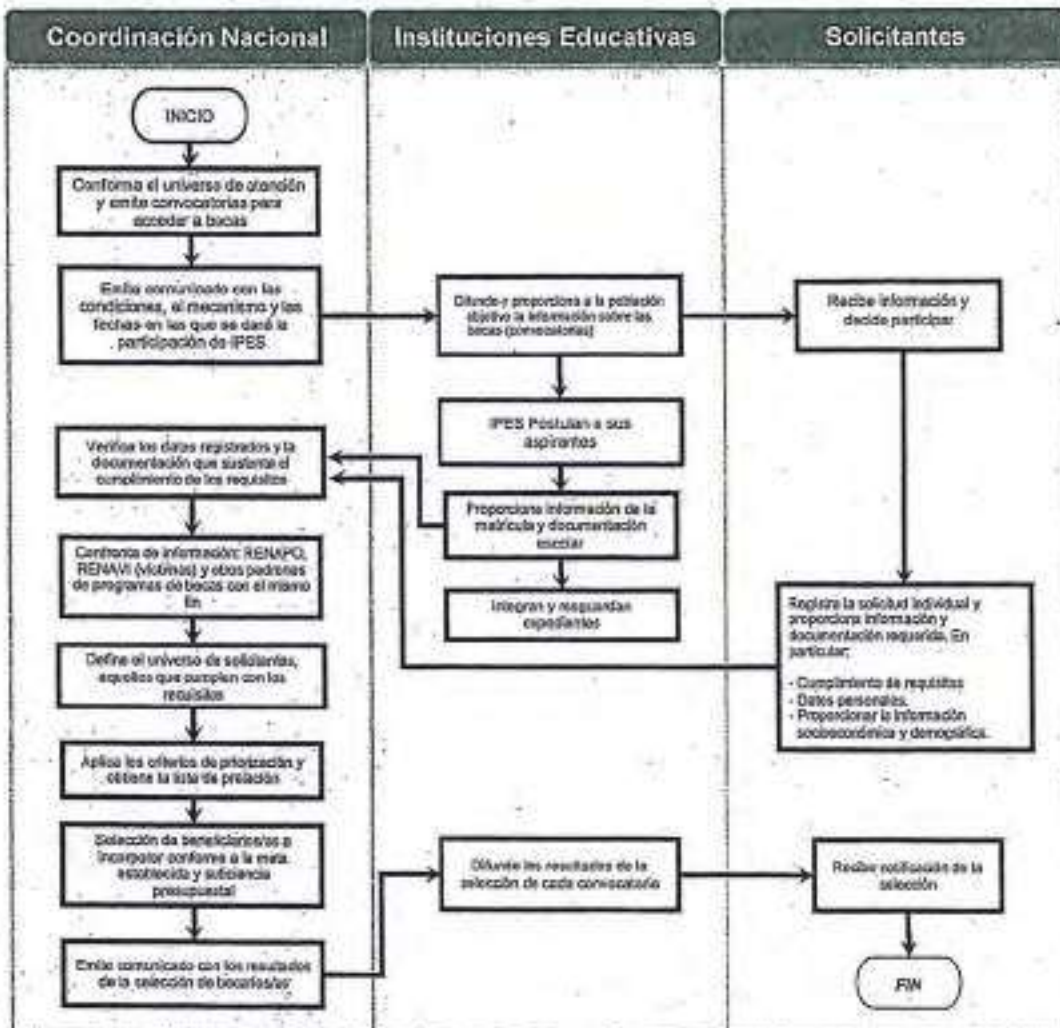 Coordinación Nacional
Instituciones Educativas
Solicitantes
INICIO
Conforma el universo de atención
y emite convocatorias para
acceder a becas
Emite comunicado con las
condiciones, el mecanismo y las
fechas en las que se dará la
participación de IPES
Difunde y proporciona a la población
objetivo la información sobre las
becas (convocatorias)
Recibe información y
decide participar
IPES Postulan a sus
aspirantes
Verifica los datos registrados y la
documentación que sustente el
cumplimiento de los requisitos
Proporciona información de la
matrícula y documentación
escolar
Confronta de información: RENAPO,
RENAVI (víctimas) y otros padrones
de programas de becas con el mismo
fin
Integran y resguardan
expedientes
Registra la solicitud individual y
proporciona información y
documentación requerida. En
particular:
- Cumplimiento de requisitos
- Datos personales.
- Proporcionar la información
socioeconómica y demográfica.
Define el universo de solicitantes,
aquellos que cumplen con los
requisitos
Aplica los criterios de priorización y
obtiene la lista de prelación
Selección de beneficiarios/as a
incorporar conforme a la meta
establecida y suficiencia
presupuestal
Difunde los resultados de la
selección de cada convocatoria
Recibe notificación de la
selección
Emite comunicado con los resultados
de la selección de becarios/as
FIN